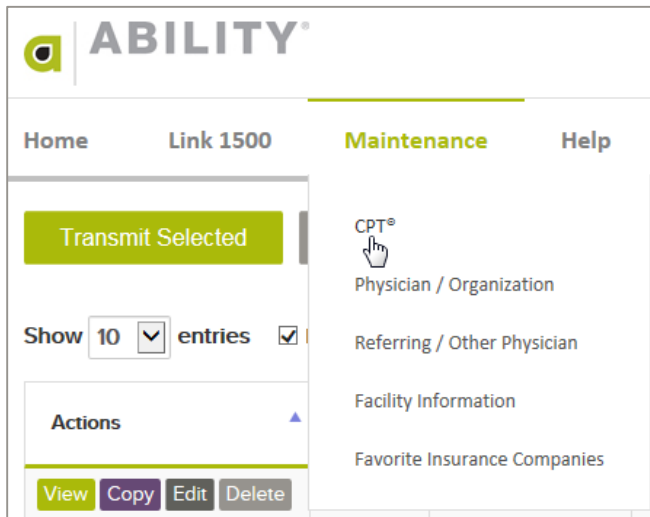 ABILITY®
Home Link 1500 Maintenance Help
Transmit Selected
CPT®
Physician / Organization
Show 10 entries
Referring / Other Physician
Facility Information
Actions
Favorite Insurance Companies
View Copy Edit Delete